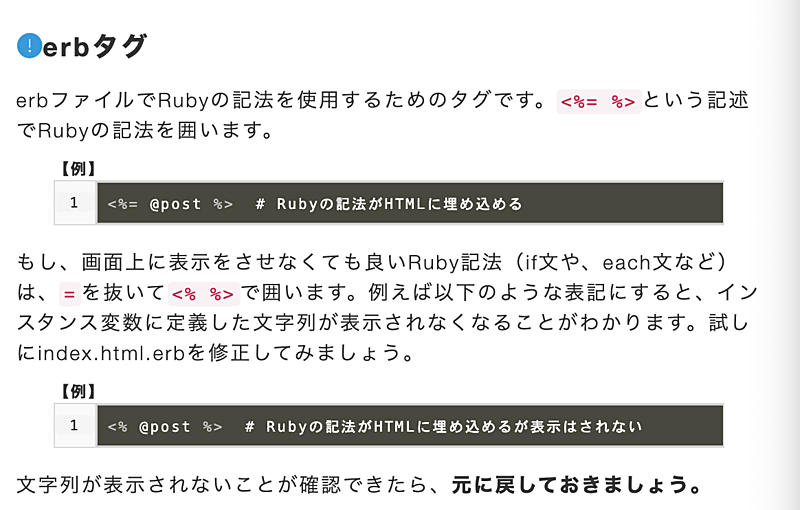 !erbタグ
erbファイルでRubyの記法を使用するためのタグです。<%= %>という記述
でRubyの記法を囲います。
【例】
1 <%= @post %>  # Rubyの記法がHTMLに埋め込める
もし、画面上に表示をさせなくても良いRuby記法（if文や、each文など）
は、=を抜いて<% %>で囲います。例えば以下のような表記にすると、イン
スタンス変数に定義した文字列が表示されなくなることがわかります。試し
にindex.html.erbを修正してみましょう。
【例】
1 <% @post %>  # Rubyの記法がHTMLに埋め込めるが表示はされない
文字列が表示されないことが確認できたら、元に戻しておきましょう。